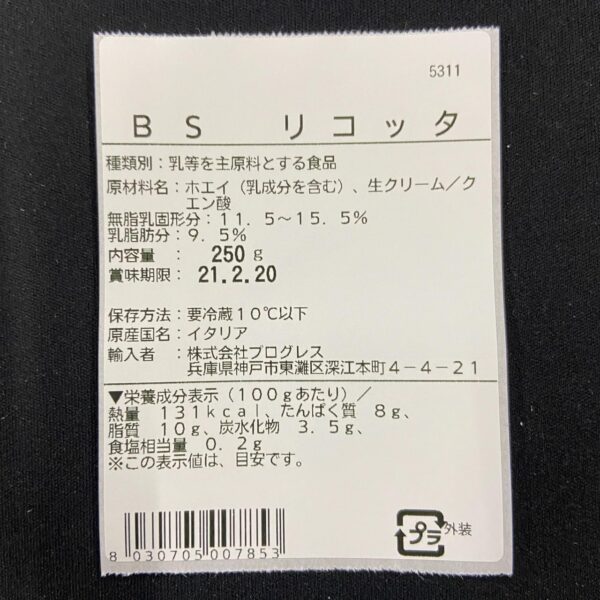 5311
ＢＳ　リコッタ
種類別：乳等を主原料とする食品
原材料名：ホエイ（乳成分を含む）、生クリーム／ク
エン酸
無脂乳固形分：１１．５～１５．５％
乳脂肪分：９．５％
内容量　：　250ｇ
賞味期限：21.2.20
保存方法：要冷蔵１０℃以下
原産国名：イタリア
輸入者　：株式会社プログレス
兵庫県神戸市東灘区深江本町４－４－２１
▼栄養成分表示（１００ｇあたり）／
熱量　１３１ｋｃａｌ、たんぱく質　８ｇ、
脂質　１０ｇ、炭水化物　３．５ｇ、
食塩相当量　０．２ｇ
※この表示値は、目安です。
8 030705 007853
プラ 外装